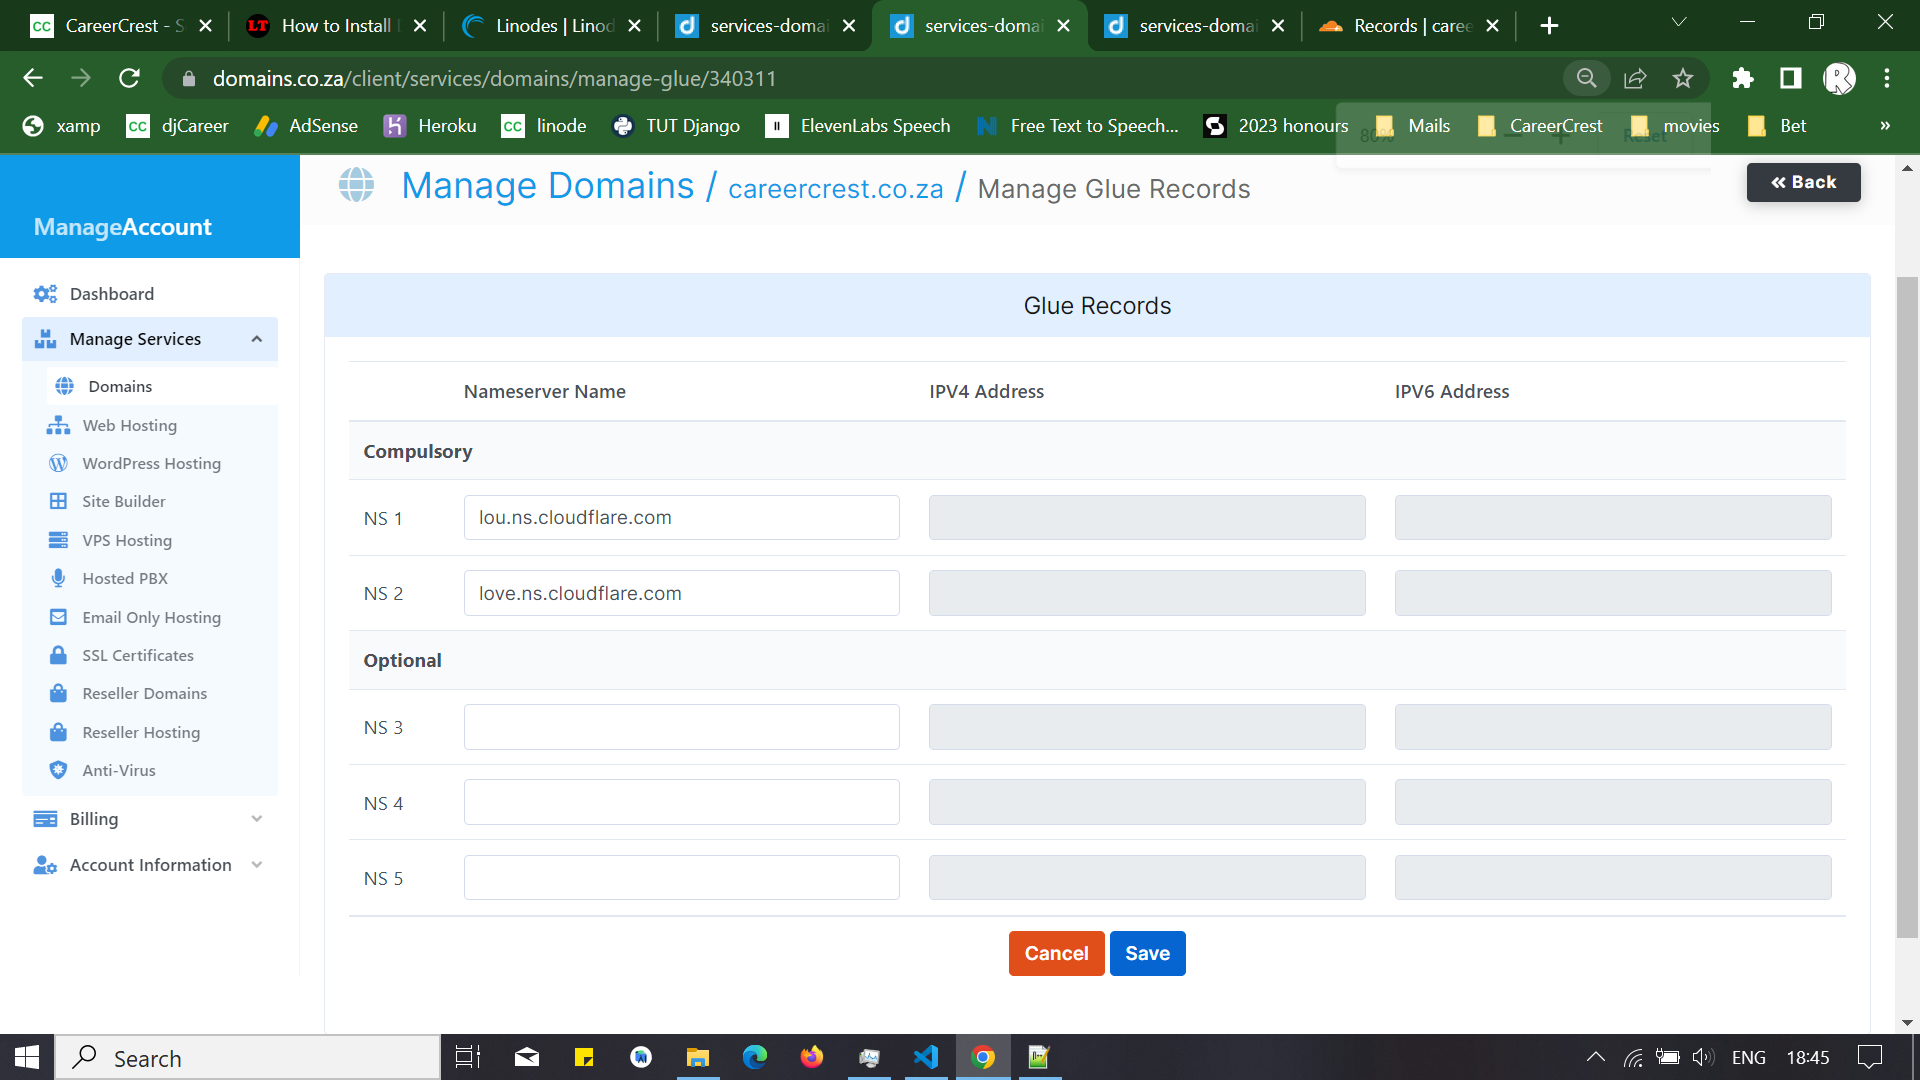 CareerCrest - S
How to Install
Linodes | Linod
services-domai
services-domai
services-domai
Records | caree
domains.co.za/client/services/domains/manage-glue/340311
xamp
djCareer
AdSense
Heroku
linode
TUT Django
ElevenLabs Speech
Free Text to Speech...
2023 honours
Mails
CareerCrest
movies
Bet
»
80%
Reset
Manage Domains / careercrest.co.za / Manage Glue Records
« Back
ManageAccount
Dashboard
Manage Services
Domains
Web Hosting
WordPress Hosting
Site Builder
VPS Hosting
Hosted PBX
Email Only Hosting
SSL Certificates
Reseller Domains
Reseller Hosting
Anti-Virus
Billing
Account Information
Glue Records
Nameserver Name IPV4 Address IPV6 Address
Compulsory
NS 1 lou.ns.cloudflare.com
NS 2 love.ns.cloudflare.com
Optional
NS 3
NS 4
NS 5
Cancel Save
Search
ENG 18:45